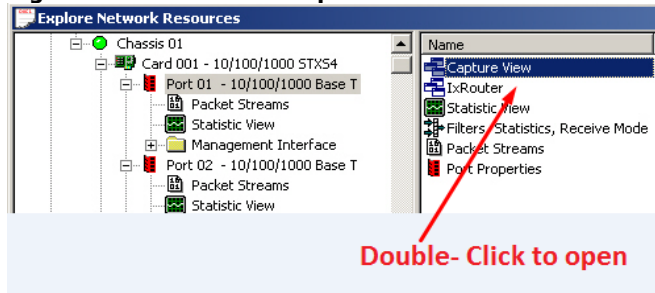 Explore Network Resources
Chassis 01
Card 001 - 10/100/1000 STXS4
Port 01 - 10/100/1000 Base T
Packet Streams
Statistic View
Management Interface
Port 02 - 10/100/1000 Base T
Packet Streams
Statistic View
Name
Capture View
IxRouter
Statistic View
Filters, Statistics, Receive Mode
Packet Streams
Port Properties
Double- Click to open